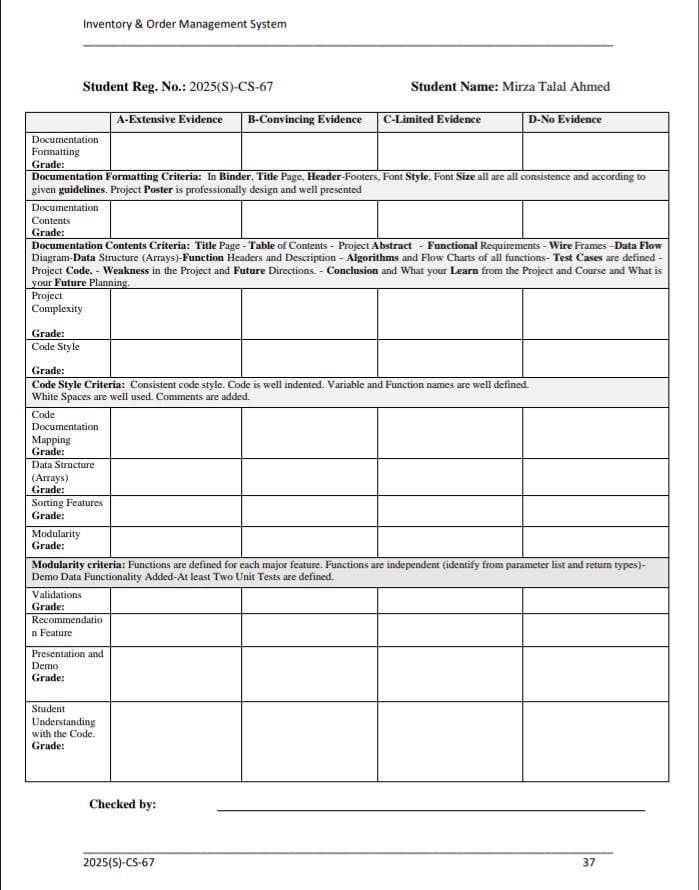 Inventory & Order Management System
Student Reg. No.: 2025(S)-CS-67 Student Name: Mirza Talal Ahmed
A-Extensive Evidence B-Convincing Evidence C-Limited Evidence D-No Evidence
Documentation
Formatting
Grade:
Documentation Formatting Criteria: In Binder, Title Page, Header-Footers, Font Style, Font Size all are all consistence and according to
given guidelines. Project Poster is professionally design and well presented
Documentation
Contents
Grade:
Documentation Contents Criteria: Title Page - Table of Contents - Project Abstract - Functional Requirements - Wire Frames –Data Flow
Diagram-Data Structure (Arrays)-Function Headers and Description - Algorithms and Flow Charts of all functions- Test Cases are defined -
Project Code. - Weakness in the Project and Future Directions. - Conclusion and What your Learn from the Project and Course and What is
your Future Planning.
Project
Complexity
Grade:
Code Style
Grade:
Code Style Criteria: Consistent code style. Code is well indented. Variable and Function names are well defined.
White Spaces are well used. Comments are added.
Code
Documentation
Mapping
Grade:
Data Structure
(Arrays)
Grade:
Sorting Features
Grade:
Modularity
Grade:
Modularity criteria: Functions are defined for each major feature. Functions are independent (identify from parameter list and return types)-
Demo Data Functionality Added-At least Two Unit Tests are defined.
Validations
Grade:
Recommendatio
n Feature
Presentation and
Demo
Grade:
Student
Understanding
with the Code.
Grade:
Checked by:
2025(S)-CS-67 37